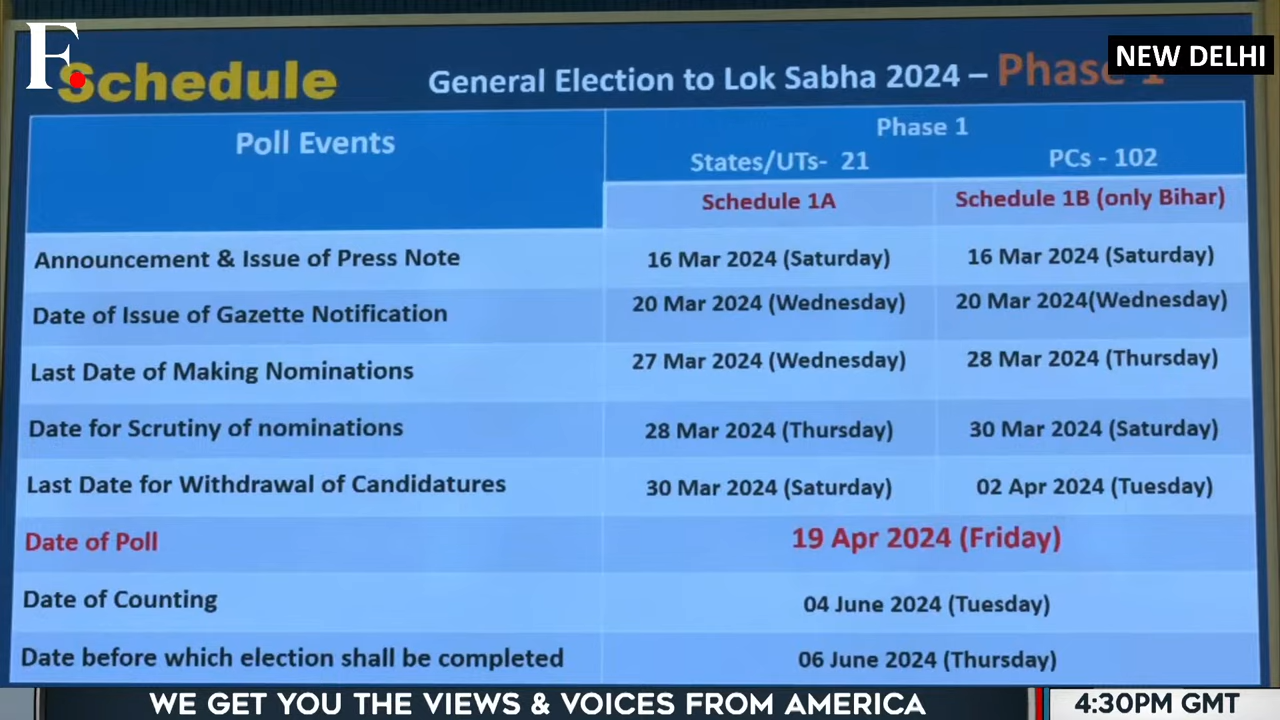 F.
NEW DELHI
Schedule
General Election to Lok Sabha 2024 – Phase 1
Poll Events
Phase 1
States/UTs- 21
PCs - 102
Schedule 1A
Schedule 1B (only Bihar)
Announcement & Issue of Press Note
16 Mar 2024 (Saturday)
16 Mar 2024 (Saturday)
Date of Issue of Gazette Notification
20 Mar 2024 (Wednesday)
20 Mar 2024(Wednesday)
Last Date of Making Nominations
27 Mar 2024 (Wednesday)
28 Mar 2024 (Thursday)
Date for Scrutiny of nominations
28 Mar 2024 (Thursday)
30 Mar 2024 (Saturday)
Last Date for Withdrawal of Candidatures
30 Mar 2024 (Saturday)
02 Apr 2024 (Tuesday)
Date of Poll
19 Apr 2024 (Friday)
Date of Counting
04 June 2024 (Tuesday)
Date before which election shall be completed
06 June 2024 (Thursday)
WE GET YOU THE VIEWS & VOICES FROM AMERICA
4:30PM GMT